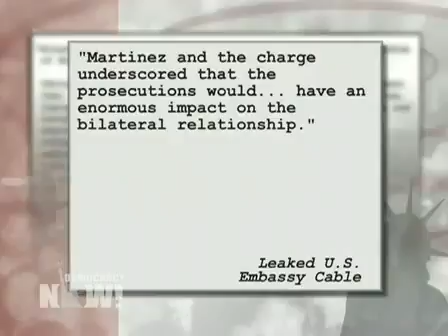 "Martinez and the charge
underscored that the
prosecutions would... have an
enormous impact on the
bilateral relationship."
Leaked U.S.
Embassy Cable
DEMOCRACY
NOW!